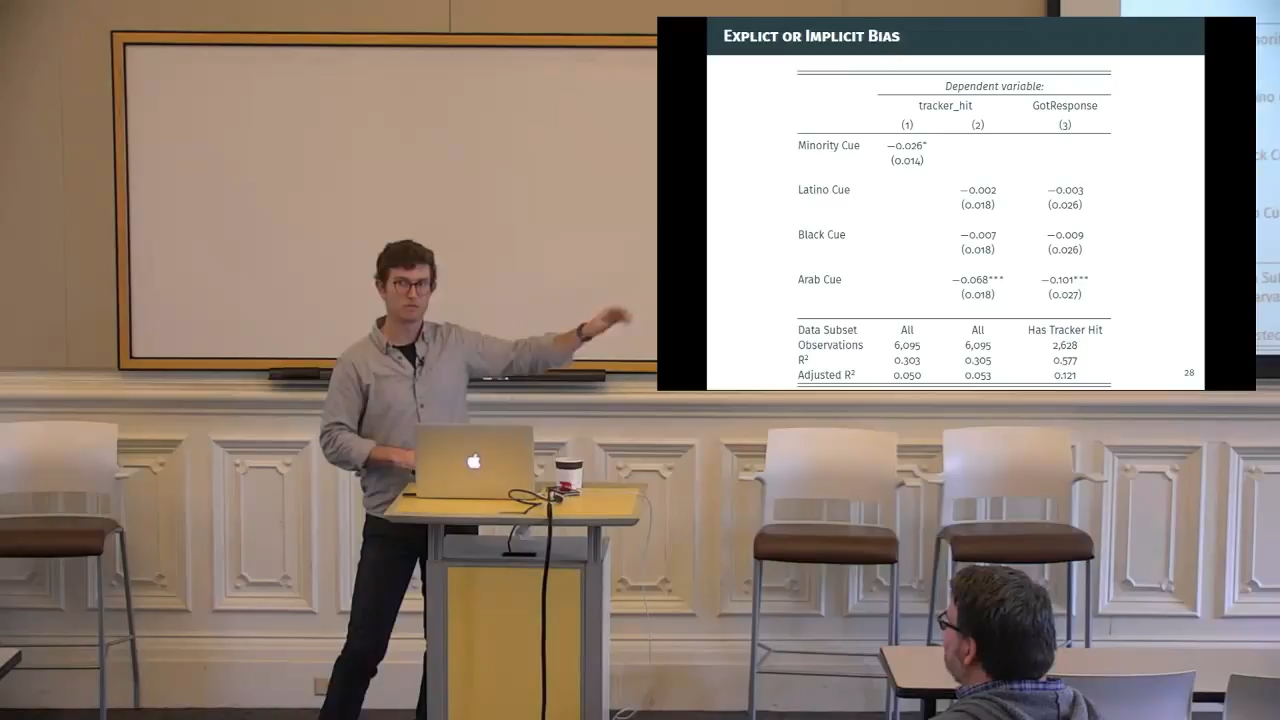 EXPLICT OR IMPLICIT BIAS
Dependent variable:
tracker_hit GotResponse
(1) (2) (3)
Minority Cue −0.026*
(0.014)
Latino Cue −0.002 −0.003
(0.018) (0.026)
Black Cue −0.007 −0.009
(0.018) (0.026)
Arab Cue −0.068*** −0.101***
(0.018) (0.027)
Data Subset All All Has Tracker Hit
Observations 6,095 6,095 2,628
R² 0.303 0.305 0.577
Adjusted R² 0.050 0.053 0.121
28